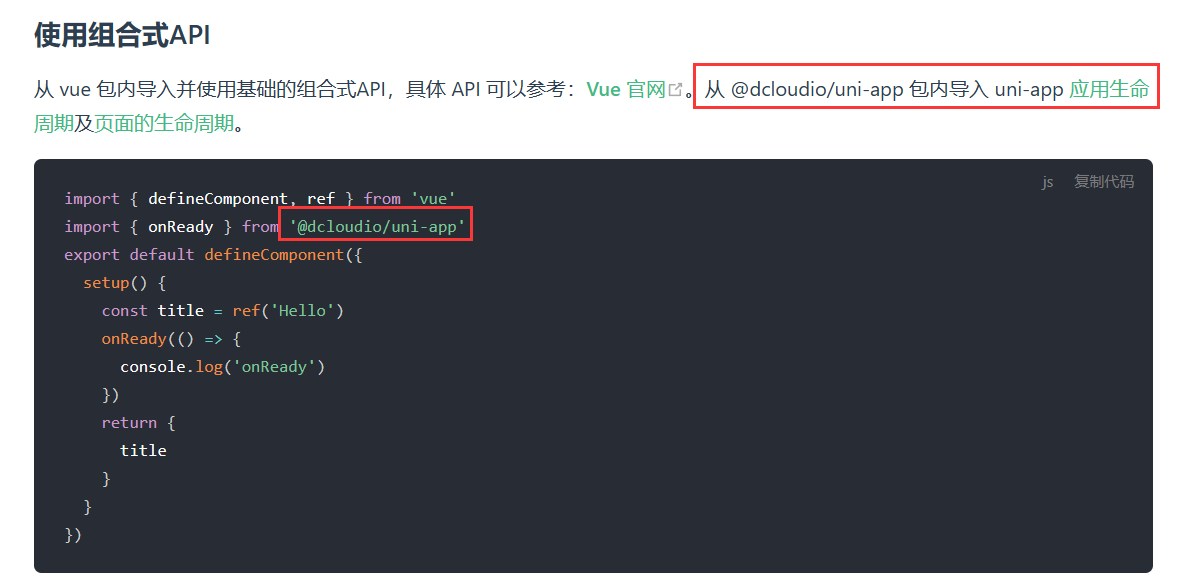 使用组合式API
从 vue 包内导入并使用基础的组合式API，具体 API 可以参考：Vue 官网。从 @dcloudio/uni-app 包内导入 uni-app 应用生命
周期及页面的生命周期。
js 复制代码
import { defineComponent, ref } from 'vue'
import { onReady } from '@dcloudio/uni-app'
export default defineComponent({
  setup() {
    const title = ref('Hello')
    onReady(() => {
      console.log('onReady')
    })
    return {
      title
    }
  }
})